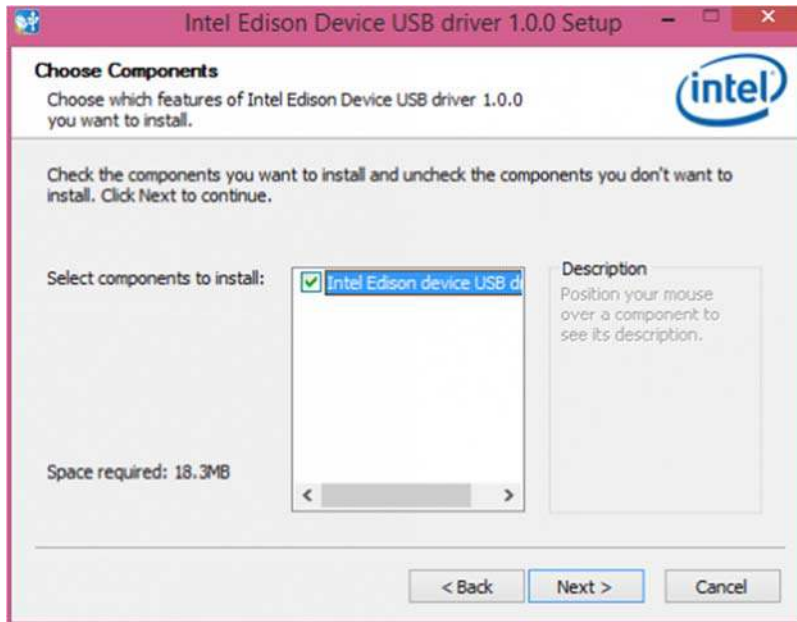 Intel Edison Device USB driver 1.0.0 Setup
Choose Components
Choose which features of Intel Edison Device USB driver 1.0.0
you want to install.
intel
Check the components you want to install and uncheck the components you don't want to
install. Click Next to continue.
Select components to install:
Intel Edison device USB
Description
Position your mouse
over a component to
see its description.
Space required: 18.3MB
< Back
Next >
Cancel